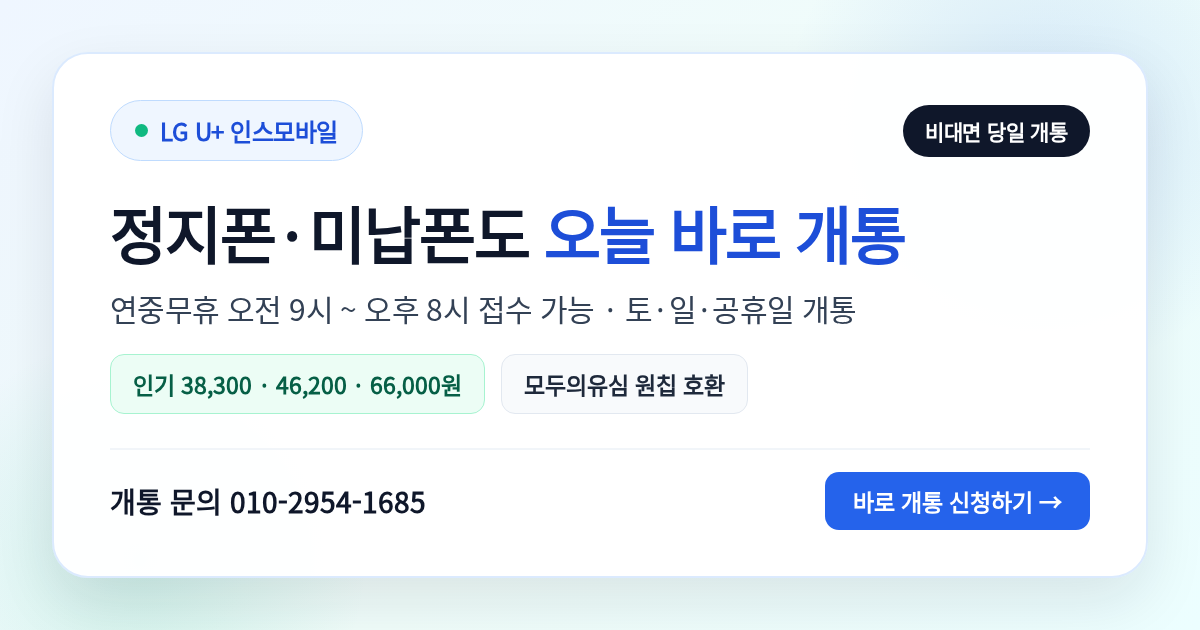 LG U+ 인스모바일
비대면 당일 개통
정지폰·미납폰도 오늘 바로 개통
연중무휴 오전 9시 ~ 오후 8시 접수 가능 · 토·일·공휴일 개통
인기 38,300 · 46,200 · 66,000원
모두의유심 원칩 호환
개통 문의 010-2954-1685
바로 개통 신청하기 →